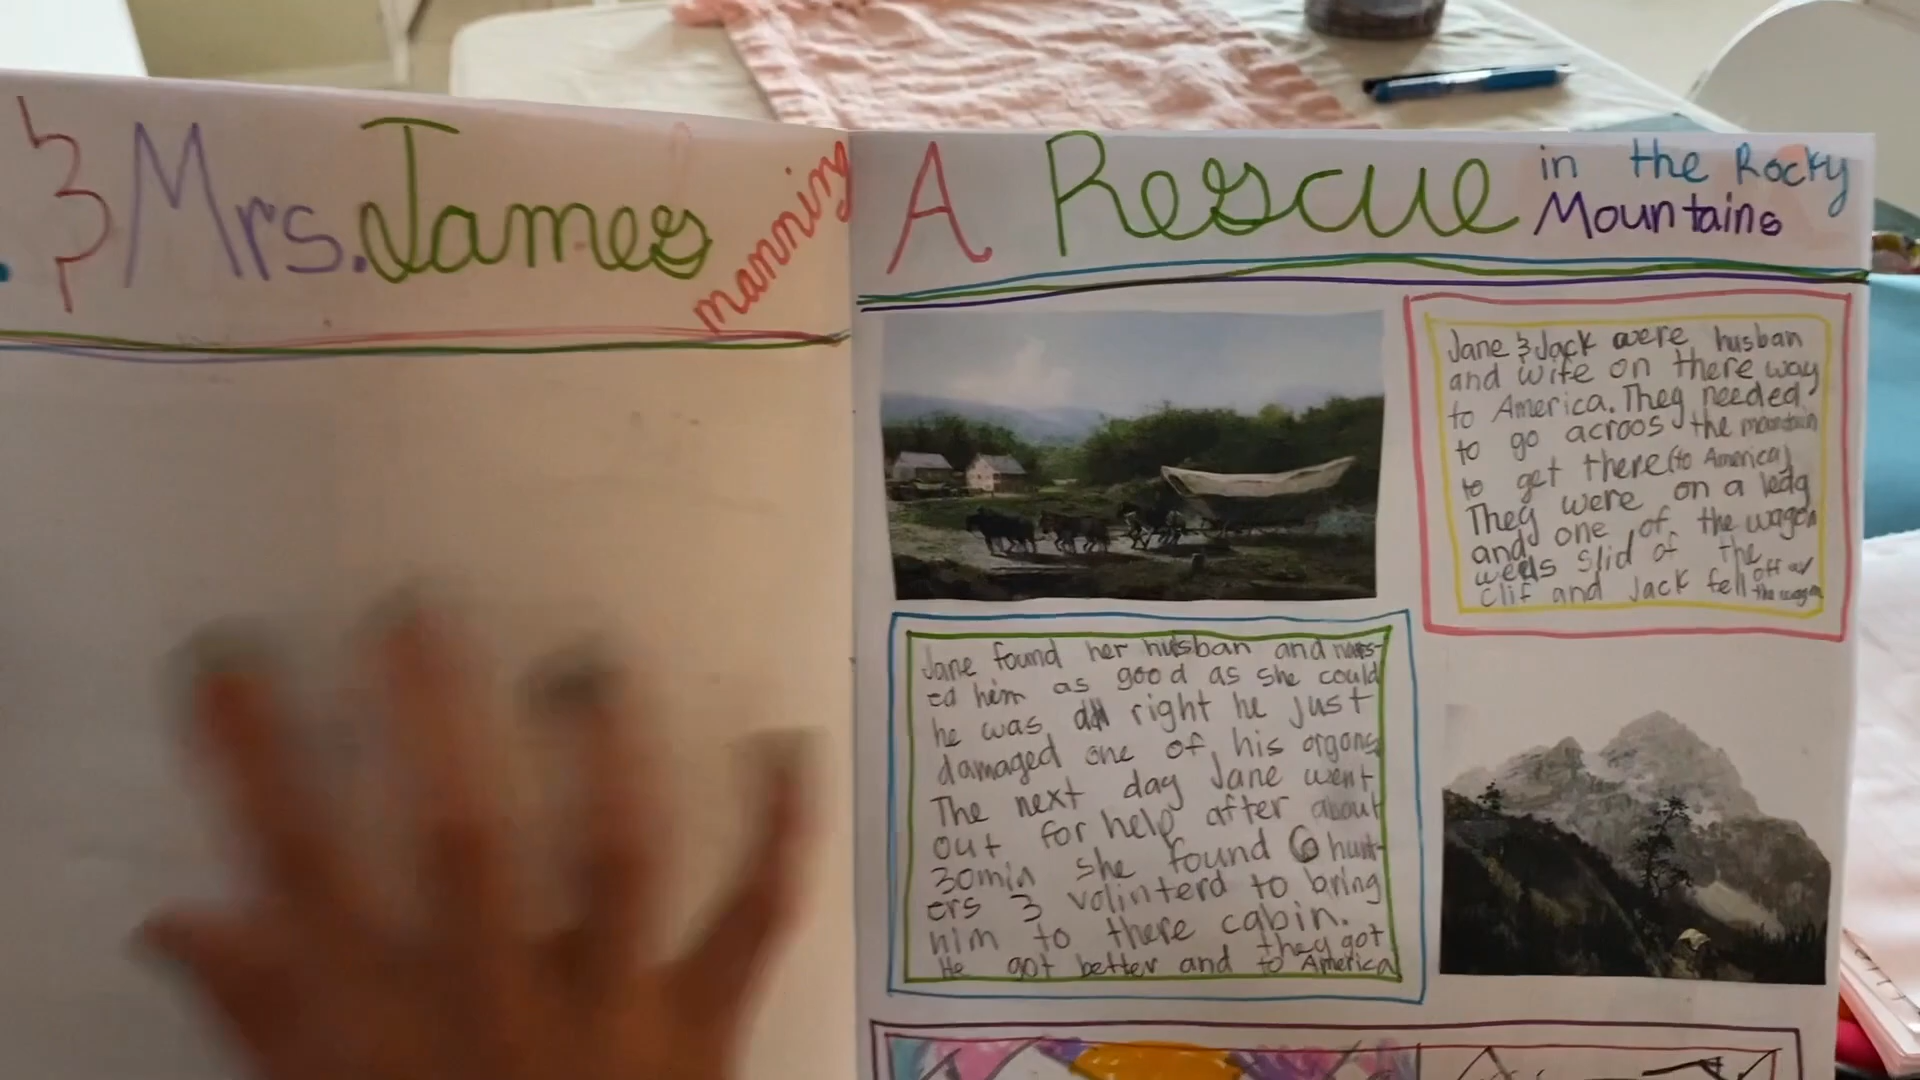 & Mrs. James
manning
A Rescue in the Rocky
Mountains
Jane & Jack were husban
and wife on there way
to America. They needed
to go acroos the mountain
to get there (to America)
They were on a ledg
and one of the wagon
weels slid of the
clif and Jack fell off of
the wagon
Jane found her husban and nurs-
ed him as good as she could
he was all right he just
damaged one of his organs
The next day Jane went
out for help after about
30min she found 6 hunt-
ers 3 volinterd to bring
him to there cabin.
He got better and they got
to America